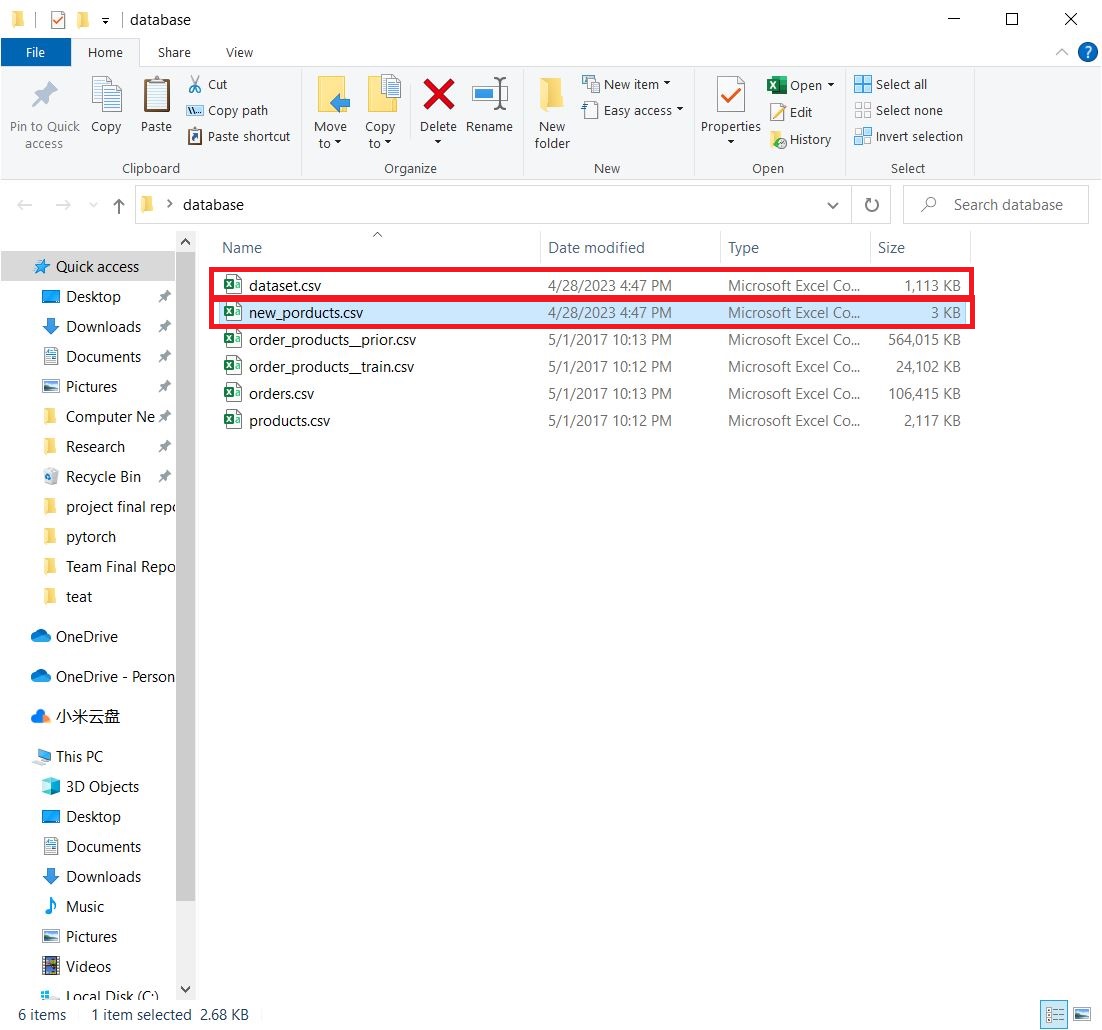 database
File Home Share View
Pin to Quick access
Copy
Paste
Cut
Copy path
Paste shortcut
Clipboard
Move to
Copy to
Delete
Rename
Organize
New folder
New item
Easy access
New
Properties
Open
Edit
History
Open
Select all
Select none
Invert selection
Select
database
Search database
Name Date modified Type Size
dataset.csv 4/28/2023 4:47 PM Microsoft Excel Co... 1,113 KB
new_porducts.csv 4/28/2023 4:47 PM Microsoft Excel Co... 3 KB
order_products__prior.csv 5/1/2017 10:13 PM Microsoft Excel Co... 564,015 KB
order_products__train.csv 5/1/2017 10:12 PM Microsoft Excel Co... 24,102 KB
orders.csv 5/1/2017 10:13 PM Microsoft Excel Co... 106,415 KB
products.csv 5/1/2017 10:12 PM Microsoft Excel Co... 2,117 KB
Quick access
Desktop
Downloads
Documents
Pictures
Computer Ne
Research
Recycle Bin
project final repo
pytorch
Team Final Repo
teat
OneDrive
OneDrive - Person
小米云盘
This PC
3D Objects
Desktop
Documents
Downloads
Music
Pictures
Videos
Local Disk (C:)
6 items 1 item selected 2.68 KB